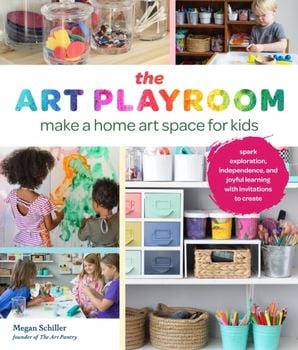 the
ART PLAYROOM
make a home art space for kids
spark
exploration,
independence, and
joyful learning
with invitations
to create
Megan Schiller
founder of The Art Pantry